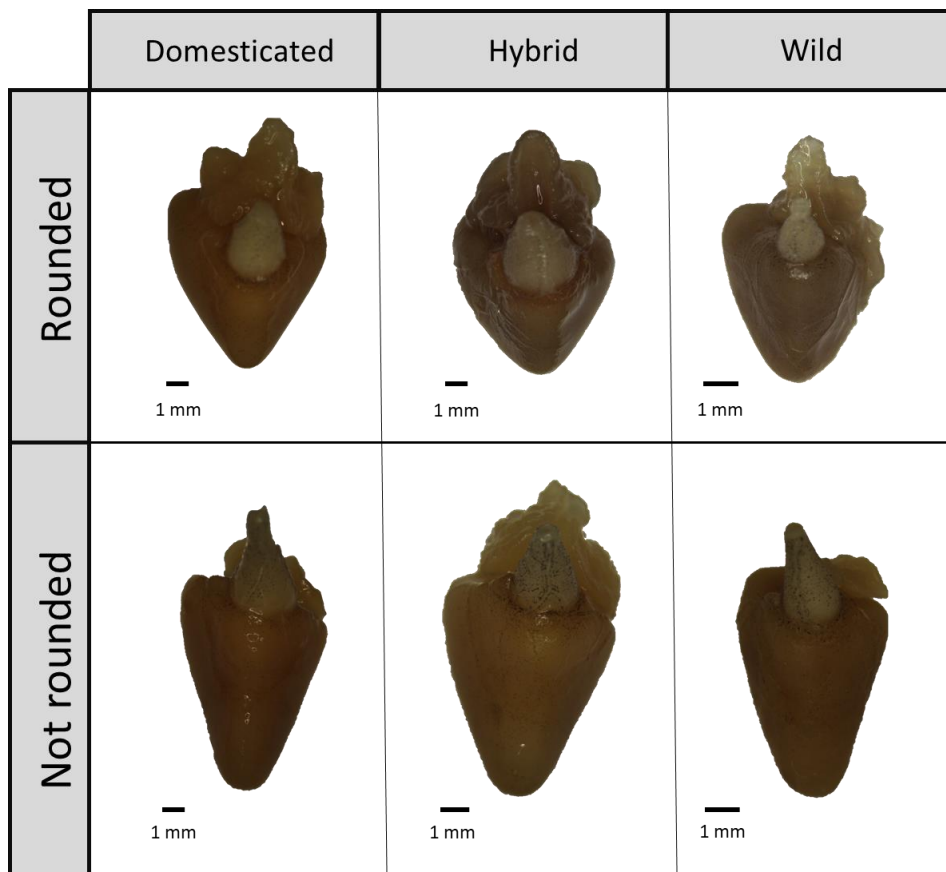 Domesticated
Hybrid
Wild
Rounded
1 mm
1 mm
1 mm
Not rounded
1 mm
1 mm
1 mm